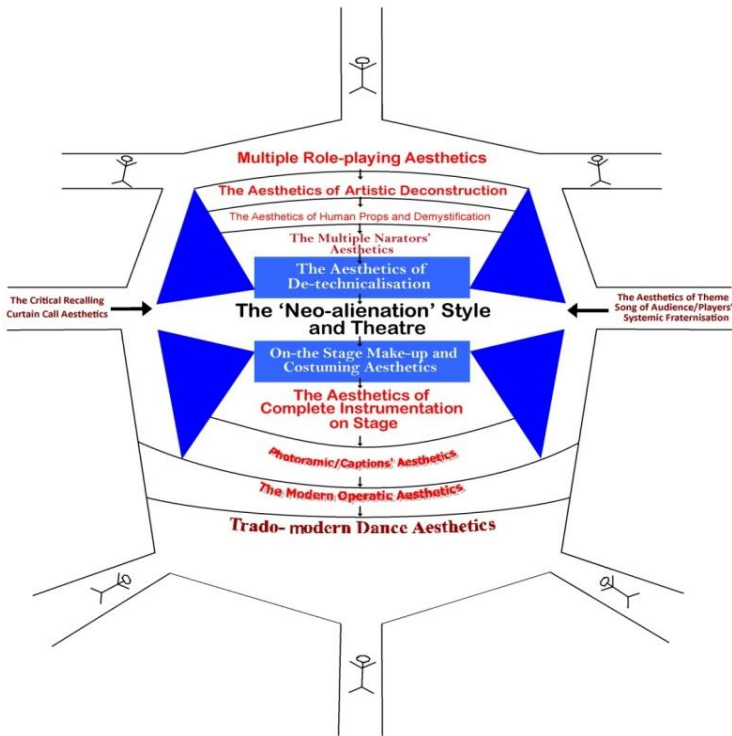 Multiple Role-playing Aesthetics
The Aesthetics of Artistic Deconstruction
The Aesthetics of Human Props and Demystification
The Multiple Narators'
Aesthetics
The Aesthetics of
De-technicalisation
The Critical Recalling
Curtain Call Aesthetics
The 'Neo-alienation' Style
and Theatre
The Aesthetics of Theme
Song of Audience/Players'
Systemic Fraternisation
On-the Stage Make-up and
Costuming Aesthetics
The Aesthetics of
Complete Instrumentation
on Stage
Photoramic/Captions' Aesthetics
The Modern Operatic Aesthetics
Trado- modern Dance Aesthetics